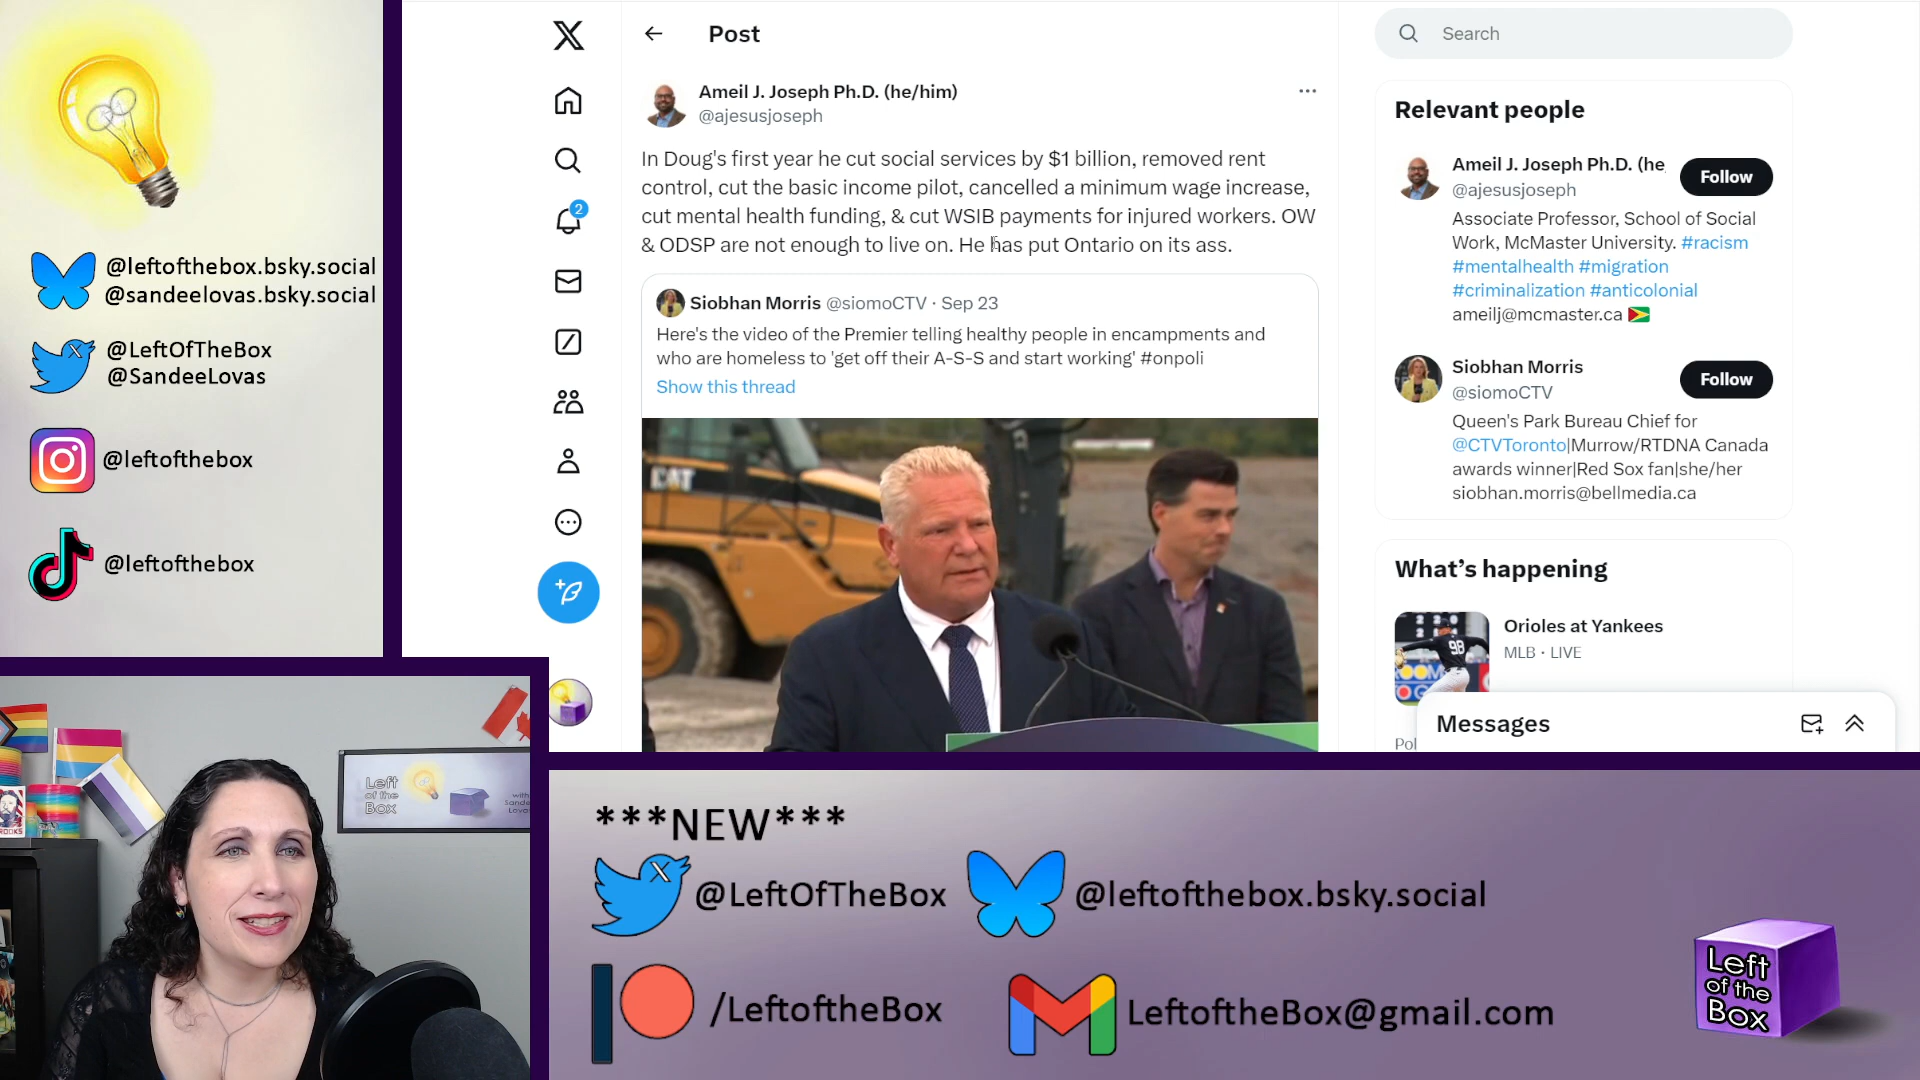 @leftofthebox.bsky.social
@sandeelovas.bsky.social
X
@LeftOfTheBox
@SandeeLovas
@leftofthebox
@leftofthebox
Post
Ameil J. Joseph Ph.D. (he/him)
@ajesusjoseph
In Doug's first year he cut social services by $1 billion, removed rent
control, cut the basic income pilot, cancelled a minimum wage increase,
cut mental health funding, & cut WSIB payments for injured workers. OW
& ODSP are not enough to live on. He has put Ontario on its ass.
Siobhan Morris @siomoCTV · Sep 23
Here's the video of the Premier telling healthy people in encampments and
who are homeless to 'get off their A-S-S and start working' #onpoli
Show this thread
CAT
2
Search
Relevant people
Ameil J. Joseph Ph.D. (he
@ajesusjoseph
Follow
Associate Professor, School of Social
Work, McMaster University. #racism
#mentalhealth #migration
#criminalization #anticolonial
ameilj@mcmaster.ca
Siobhan Morris
@siomoCTV
Follow
Queen's Park Bureau Chief for
@CTVToronto|Murrow/RTDNA Canada
awards winner|Red Sox fan|she/her
siobhan.morris@bellmedia.ca
What's happening
Orioles at Yankees
MLB · LIVE
98
Pol
Messages
Left
of the
Box
with
***NEW***
X
@LeftOfTheBox
@leftofthebox.bsky.social
/LeftoftheBox
LeftoftheBox@gmail.com
Left
of the
Box